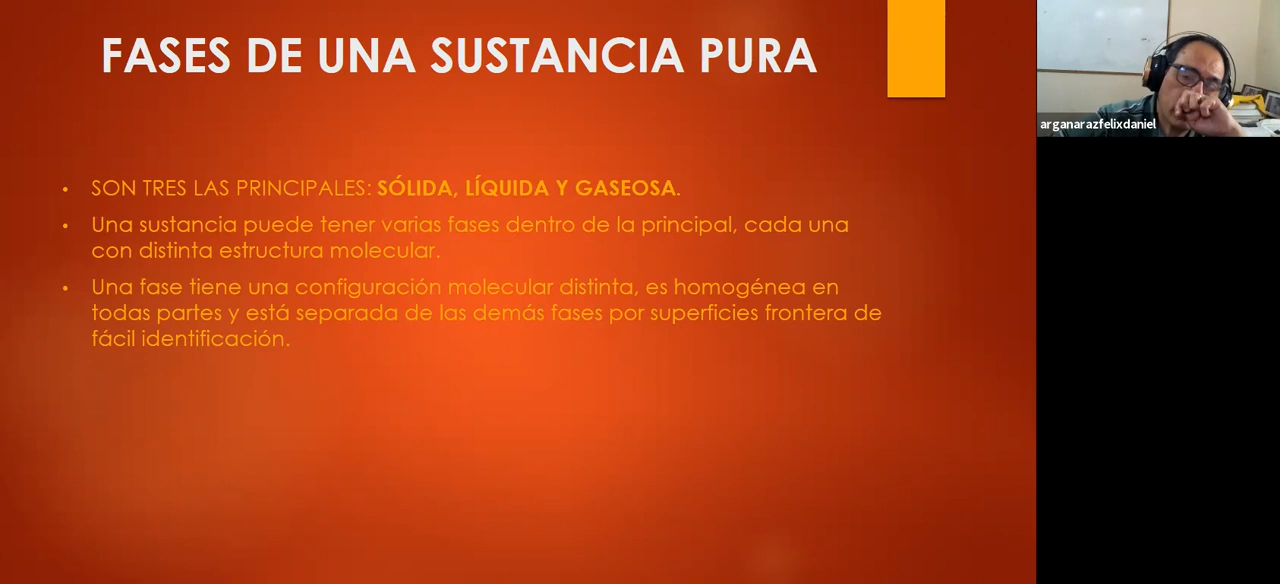 FASES DE UNA SUSTANCIA PURA
• SON TRES LAS PRINCIPALES: SÓLIDA, LÍQUIDA Y GASEOSA.
• Una sustancia puede tener varias fases dentro de la principal, cada una
con distinta estructura molecular.
• Una fase tiene una configuración molecular distinta, es homogénea en
todas partes y está separada de las demás fases por superficies frontera de
fácil identificación.
arganarazfelixdaniel